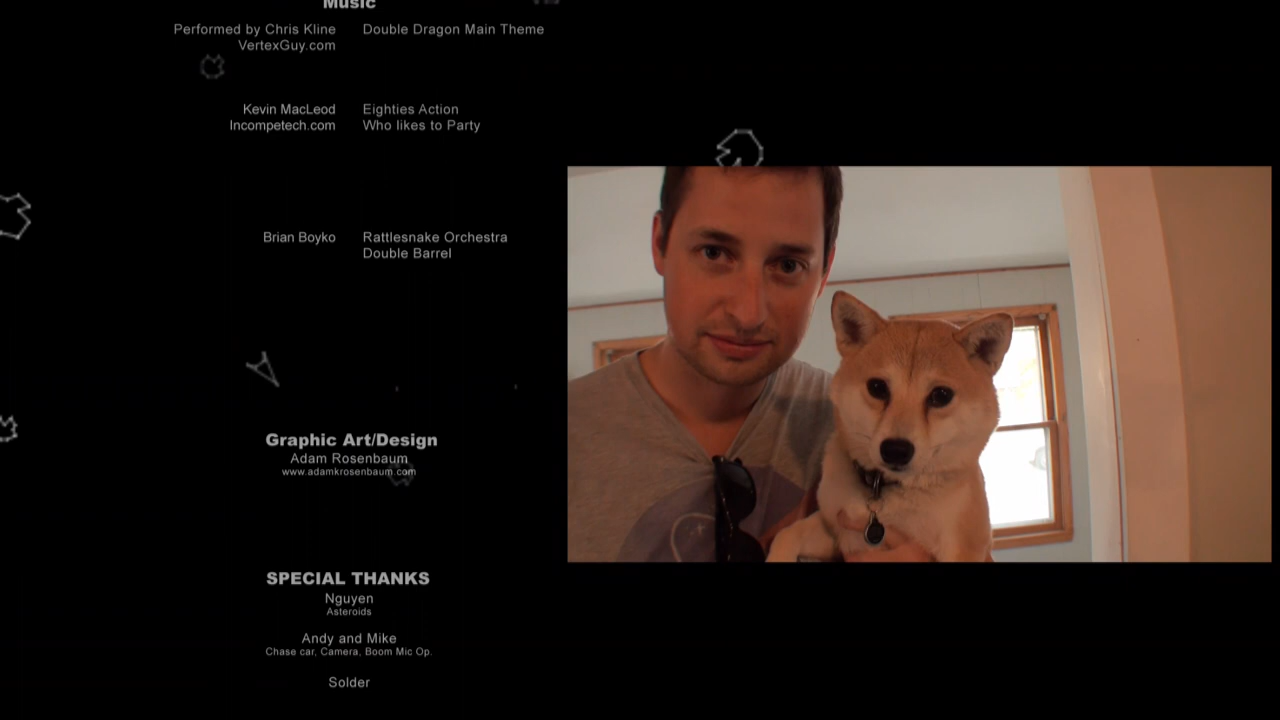 Music
Performed by Chris Kline Double Dragon Main Theme
VertexGuy.com
Kevin MacLeod Eighties Action
Incompetech.com Who likes to Party
Brian Boyko Rattlesnake Orchestra
Double Barrel
Graphic Art/Design
Adam Rosenbaum
www.adamkrosenbaum.com
SPECIAL THANKS
Nguyen
Asteroids
Andy and Mike
Chase car, Camera, Boom Mic Op.
Solder